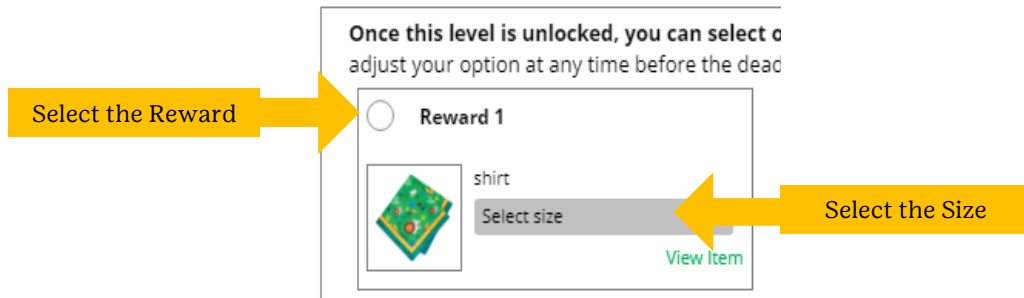 Once this level is unlocked, you can select o
adjust your option at any time before the dead
Select the Reward
Reward 1
shirt
Select size
Select the Size
View Item